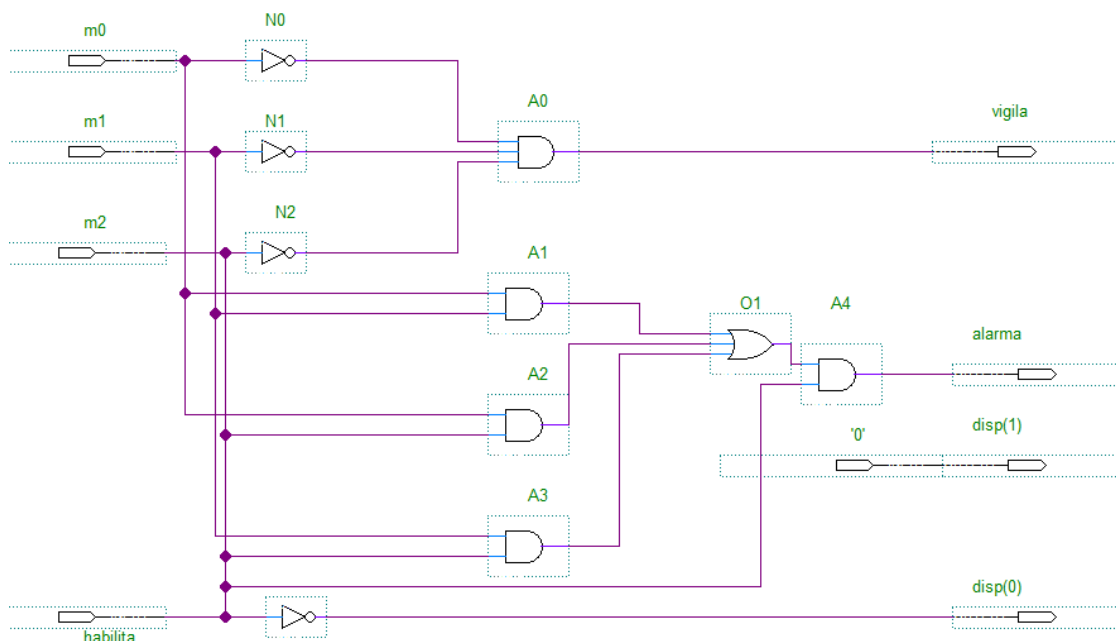 m0
N0
m1
N1
A0
vigila
m2
N2
A1
O1
A4
alarma
A2
'0'
disp(1)
A3
disp(0)
habilita